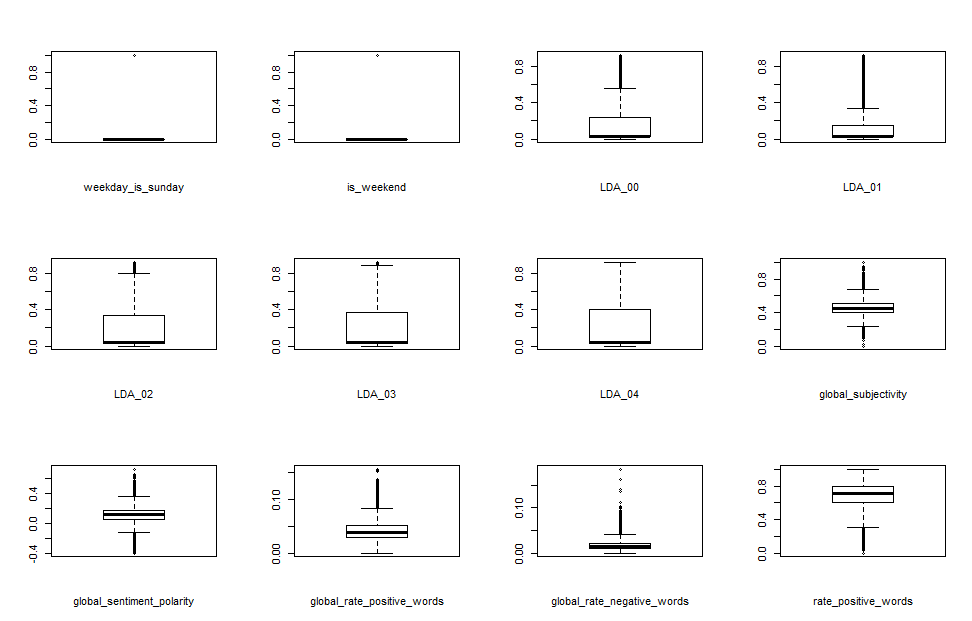 0.8
0.4
0.0
weekday_is_sunday
0.8
0.4
0.0
is_weekend
0.8
0.4
0.0
LDA_00
0.8
0.4
0.0
LDA_01
0.8
0.4
0.0
LDA_02
0.8
0.4
0.0
LDA_03
0.8
0.4
0.0
LDA_04
0.8
0.4
0.0
global_subjectivity
0.4
0.0
-0.4
global_sentiment_polarity
0.10
0.00
global_rate_positive_words
0.10
0.00
global_rate_negative_words
0.8
0.4
0.0
rate_positive_words